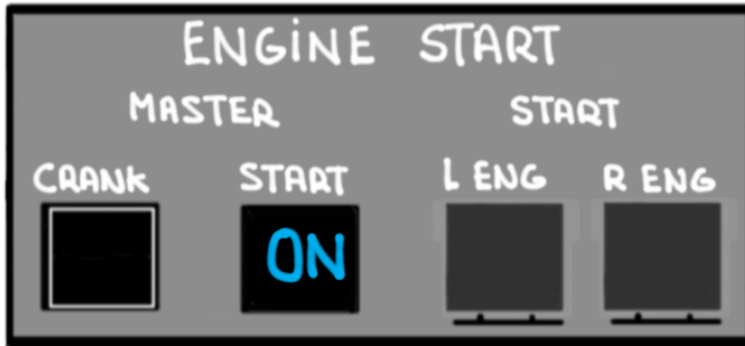 ENGINE START
MASTER START
CRANK START L ENG R ENG
ON